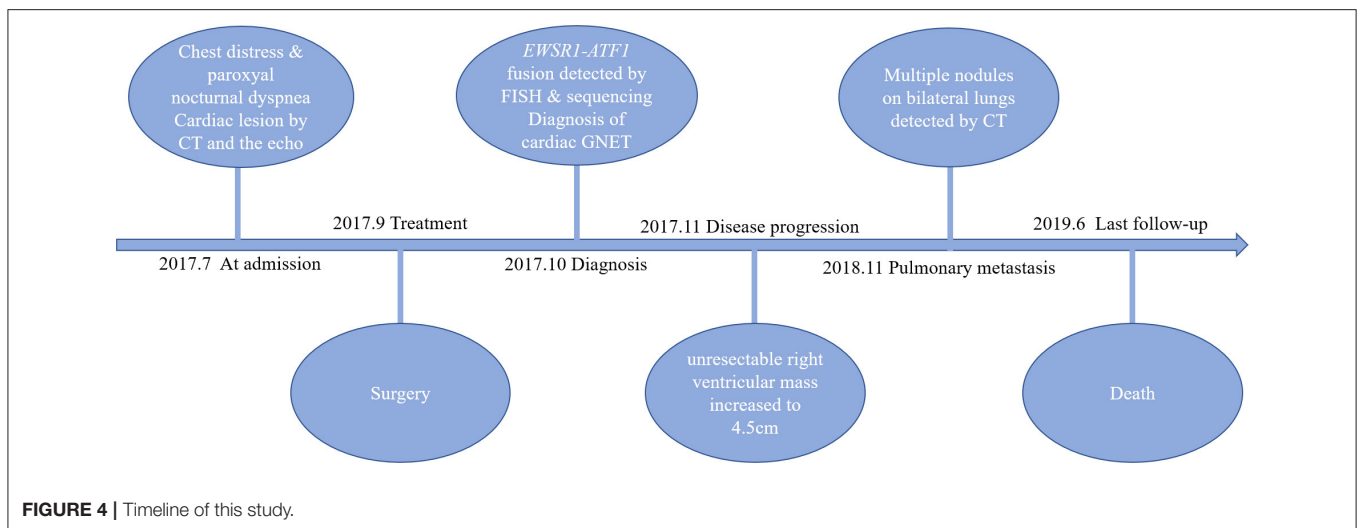 Chest distress &
paroxyal
nocturnal dyspnea
Cardiac lesion by
CT and the echo
EWSR1-ATF1
fusion detected by
FISH & sequencing
Diagnosis of
cardiac GNET
Multiple nodules
on bilateral lungs
detected by CT
2017.9 Treatment
2017.11 Disease progression
2019.6 Last follow-up
2017.7 At admission
2017.10 Diagnosis
2018.11 Pulmonary metastasis
Surgery
unresectable right
ventricular mass
increased to
4.5cm
Death
FIGURE 4 | Timeline of this study.